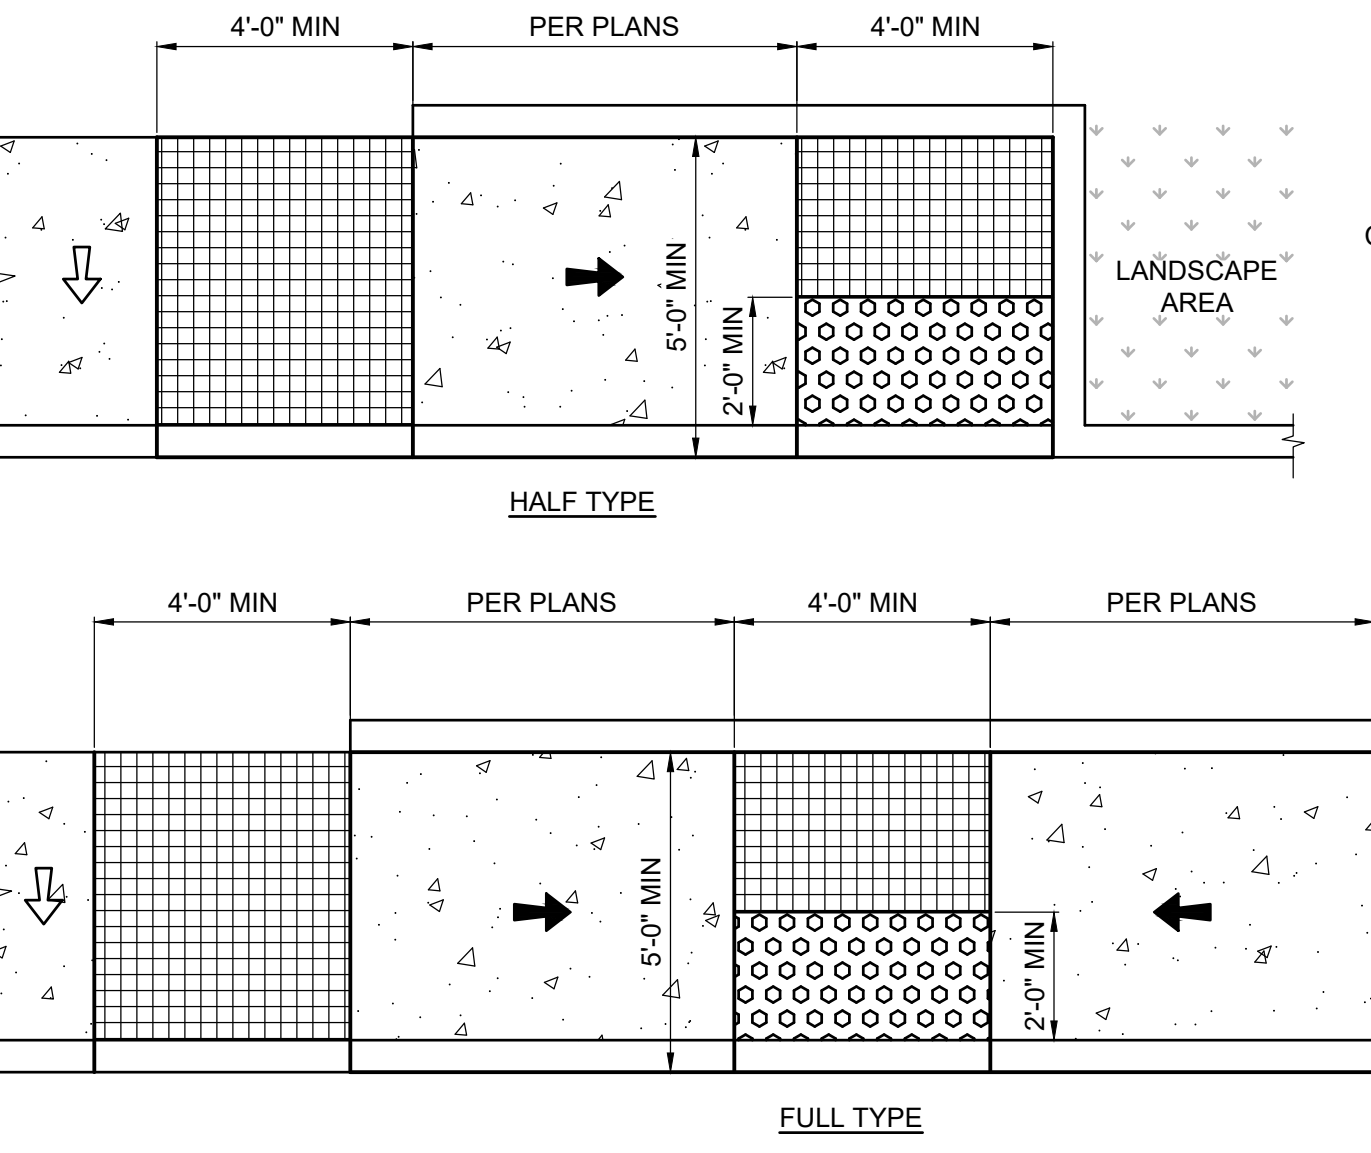 4'-0" MIN
PER PLANS
4'-0" MIN
5'-0" MIN
2'-0" MIN
LANDSCAPE
AREA
HALF TYPE
4'-0" MIN
PER PLANS
4'-0" MIN
PER PLANS
5'-0" MIN
2'-0" MIN
FULL TYPE